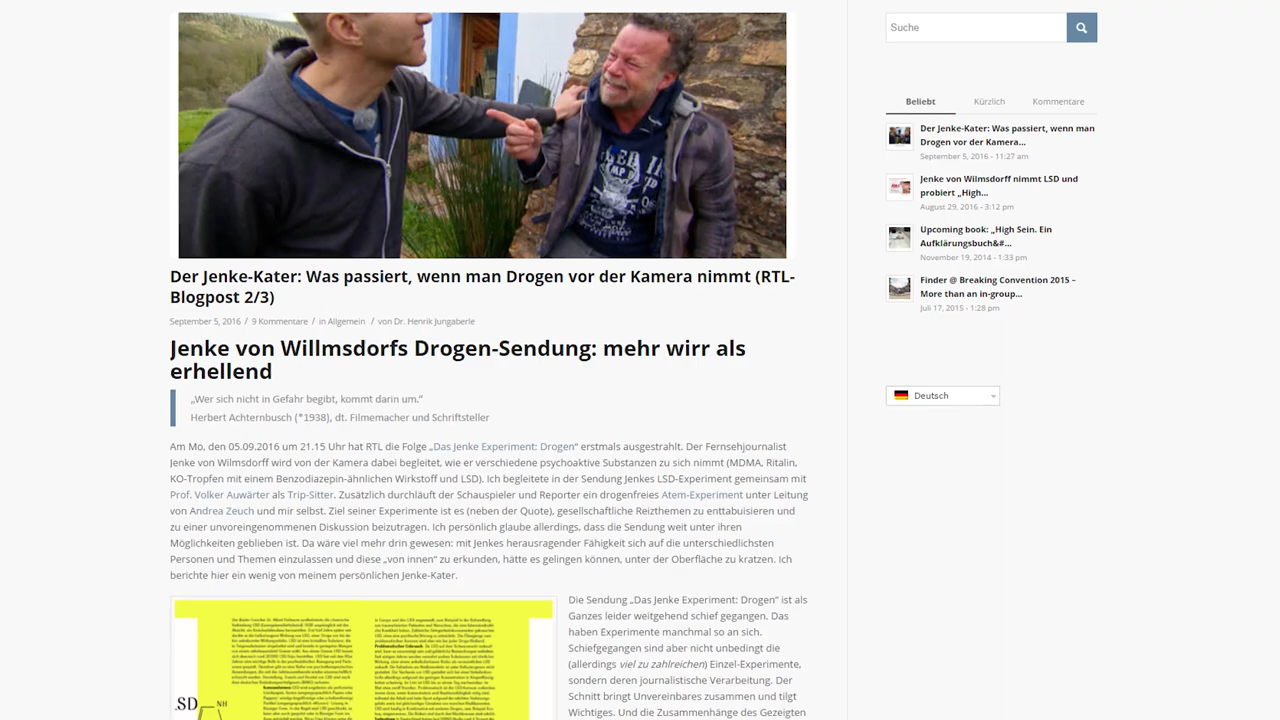 Der Jenke-Kater: Was passiert, wenn man Drogen vor der Kamera nimmt (RTL-
Blogpost 2/3)
September 5, 2016 / 9 Kommentare / in Allgemein / von Dr. Henrik Jungaberle
Jenke von Willmsdorfs Drogen-Sendung: mehr wirr als
erhellend
„Wer sich nicht in Gefahr begibt, kommt darin um.“
Herbert Achternbusch (*1938), dt. Filmemacher und Schriftsteller
Am Mo, den 05.09.2016 um 21.15 Uhr hat RTL die Folge „Das Jenke Experiment: Drogen“ erstmals ausgestrahlt. Der Fernsehjournalist
Jenke von Wilmsdorff wird von der Kamera dabei begleitet, wie er verschiedene psychoaktive Substanzen zu sich nimmt (MDMA, Ritalin,
KO-Tropfen mit einem Benzodiazepin-ähnlichen Wirkstoff und LSD). Ich begleitete in der Sendung Jenkes LSD-Experiment gemeinsam mit
Prof. Volker Auwärter als Trip-Sitter. Zusätzlich durchläuft der Schauspieler und Reporter ein drogenfreies Atem-Experiment unter Leitung
von Andrea Zeuch und mir selbst. Ziel seiner Experimente ist es (neben der Quote), gesellschaftliche Reizthemen zu enttabuisieren und
zu einer unvoreingenommenen Diskussion beizutragen. Ich persönlich glaube allerdings, dass die Sendung weit unter ihren
Möglichkeiten geblieben ist. Da wäre viel mehr drin gewesen: mit Jenkes herausragender Fähigkeit sich auf die unterschiedlichsten
Personen und Themen einzulassen und diese „von innen“ zu erkunden, hätte es gelingen können, unter der Oberfläche zu kratzen. Ich
berichte hier ein wenig von meinem persönlichen Jenke-Kater.
Die Sendung „Das Jenke Experiment: Drogen“ ist als
Ganzes leider weitgehend schief gegangen. Das
haben Experimente manchmal so an sich.
Schiefgegangen sind aber nicht unbedingt die
(allerdings viel zu zahlreichen) Einzel-Experimente,
sondern deren journalistische Verarbeitung. Der
Schnitt bringt Unvereinbares zusammen und tilgt
Wichtiges. Und die Zusammenhänge des Gezeigten
Suche
Beliebt Kürzlich Kommentare
Der Jenke-Kater: Was passiert, wenn man
Drogen vor der Kamera...
September 5, 2016 - 11:27 am
Jenke von Wilmsdorff nimmt LSD und
probiert „High...
August 29, 2016 - 3:12 pm
Upcoming book: „High Sein. Ein
Aufklärungsbuch&#...
November 19, 2014 - 1:33 pm
Finder @ Breaking Convention 2015 –
More than an in-group...
Juli 17, 2015 - 1:28 pm
Deutsch